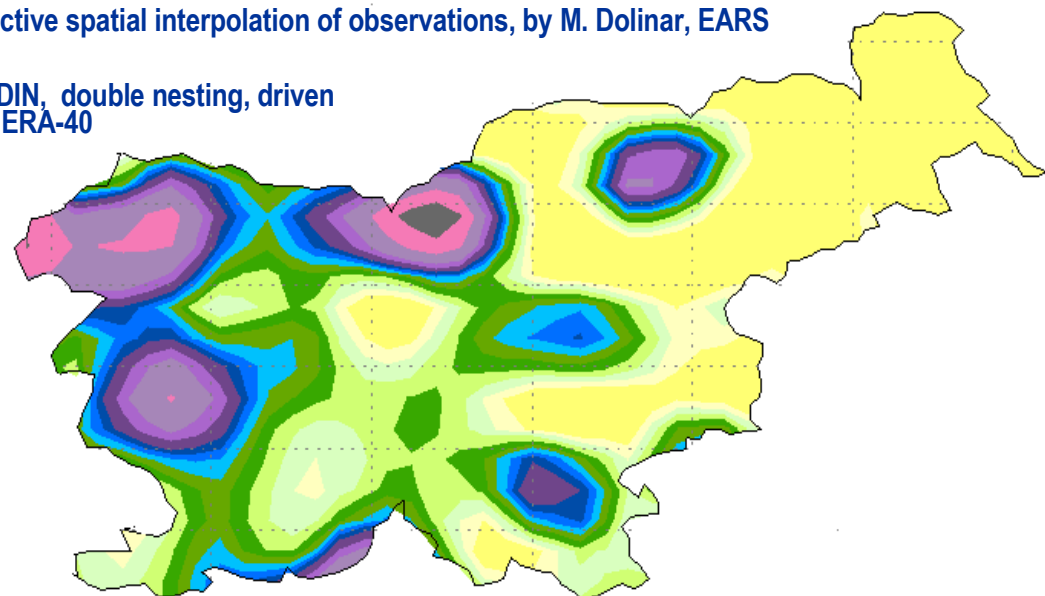 ctive spatial interpolation of observations, by M. Dolinar, EARS
DIN, double nesting, driven
ERA-40